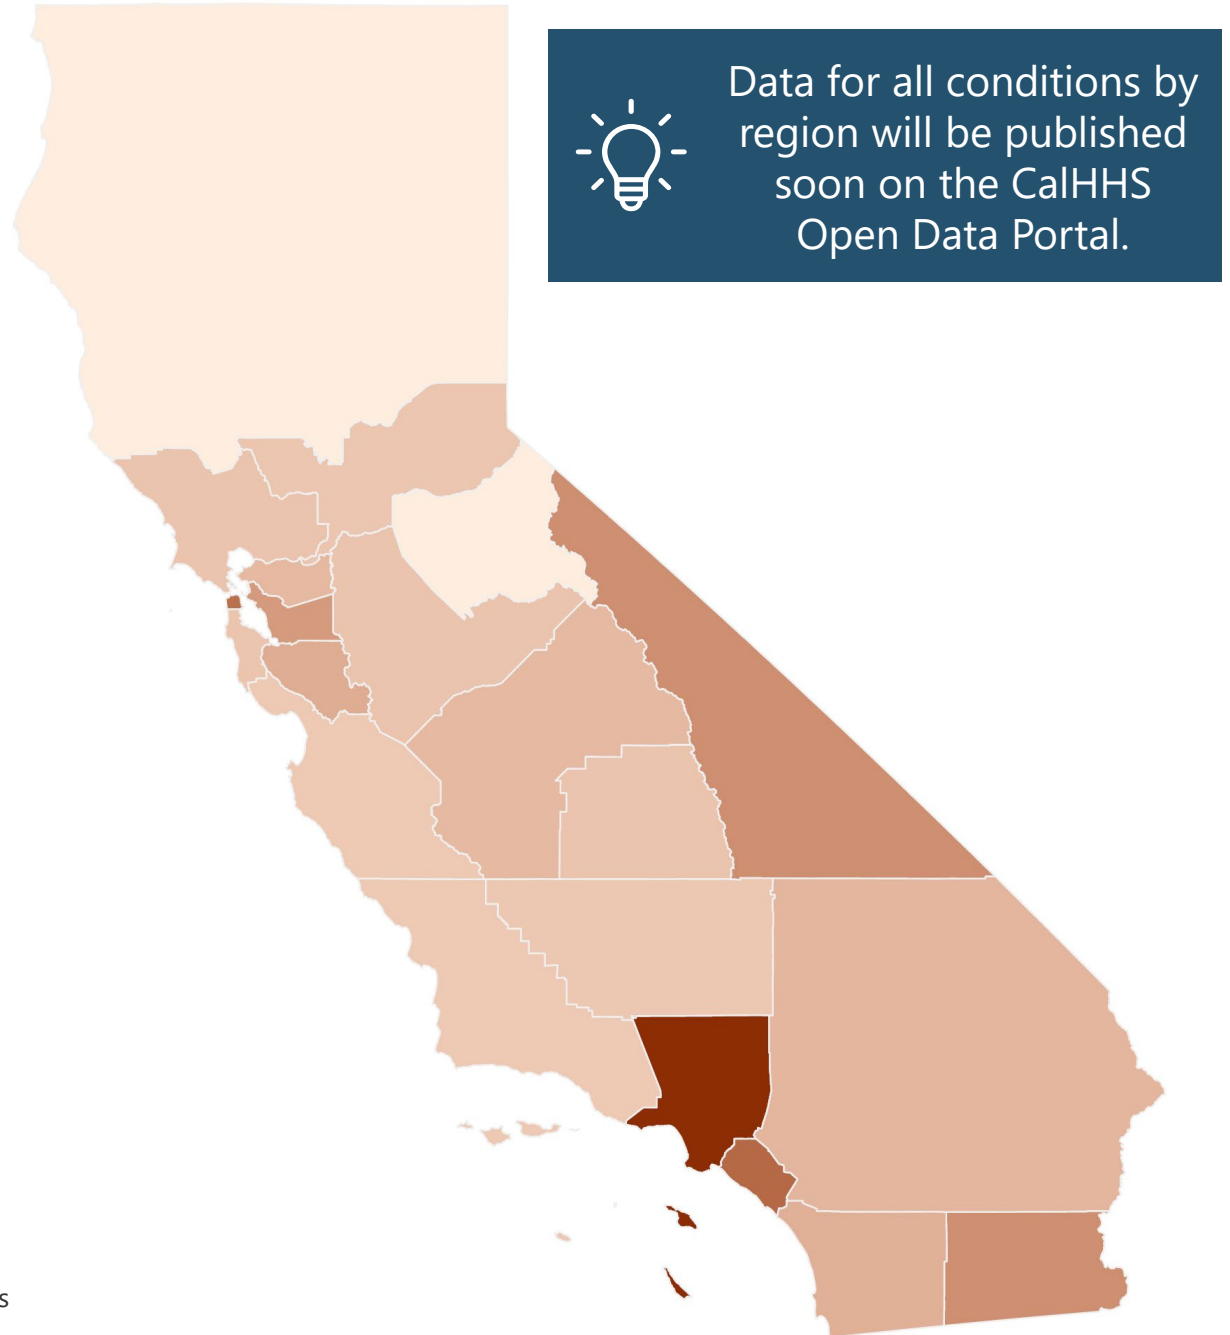 Data for all conditions by
region will be published
soon on the CalHHS
Open Data Portal.
s